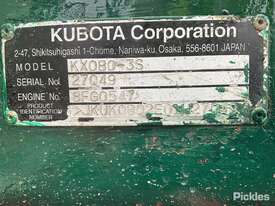 KUBOTA Corporation
2-47, Shikitsuhigashi 1-Chome, Naniwa-ku, Osaka, 556-8601 JAPAN
MODEL KX080-3S
SERIAL No. 27049
ENGINE No.
PRODUCT
IDENTIFICATION
NUMBER
Pickles